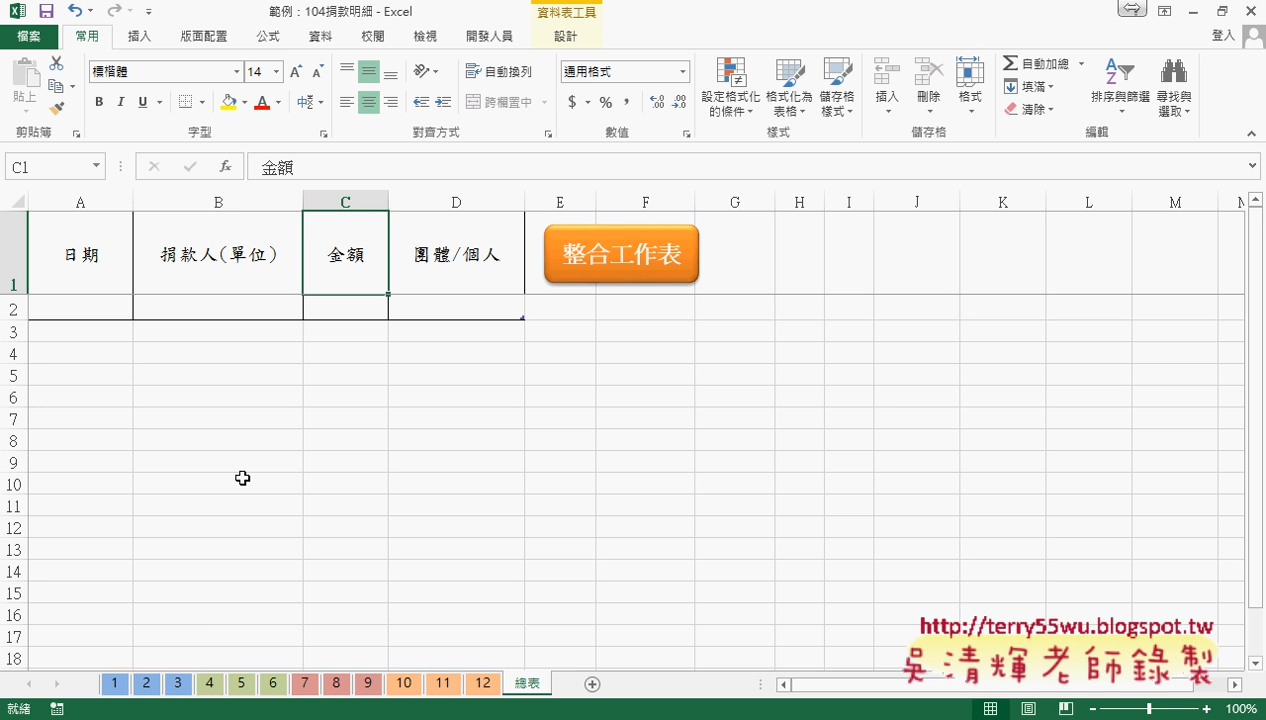 範例：104捐款明細 - Excel
資料表工具
檔案
常用
插入
版面配置
公式
資料
校閱
檢視
開發人員
設計
登入
貼上
剪貼簿
標楷體
14
B I U
中
字型
自動換列
跨欄置中
對齊方式
通用格式
$ % ,
數值
設定格式化的條件
格式化為表格
儲存格樣式
樣式
插入
刪除
格式
儲存格
自動加總
填滿
清除
排序與篩選
尋找與選取
編輯
C1
fx
金額
A B C D E F G H I J K L M
1
日期
捐款人(單位)
金額
團體/個人
整合工作表
2
3
4
5
6
7
8
9
10
11
12
13
14
15
16
17
18
http://terry55wu.blogspot.tw
吳清輝老師錄製
1 2 3 4 5 6 7 8 9 10 11 12 總表
就緒
100%